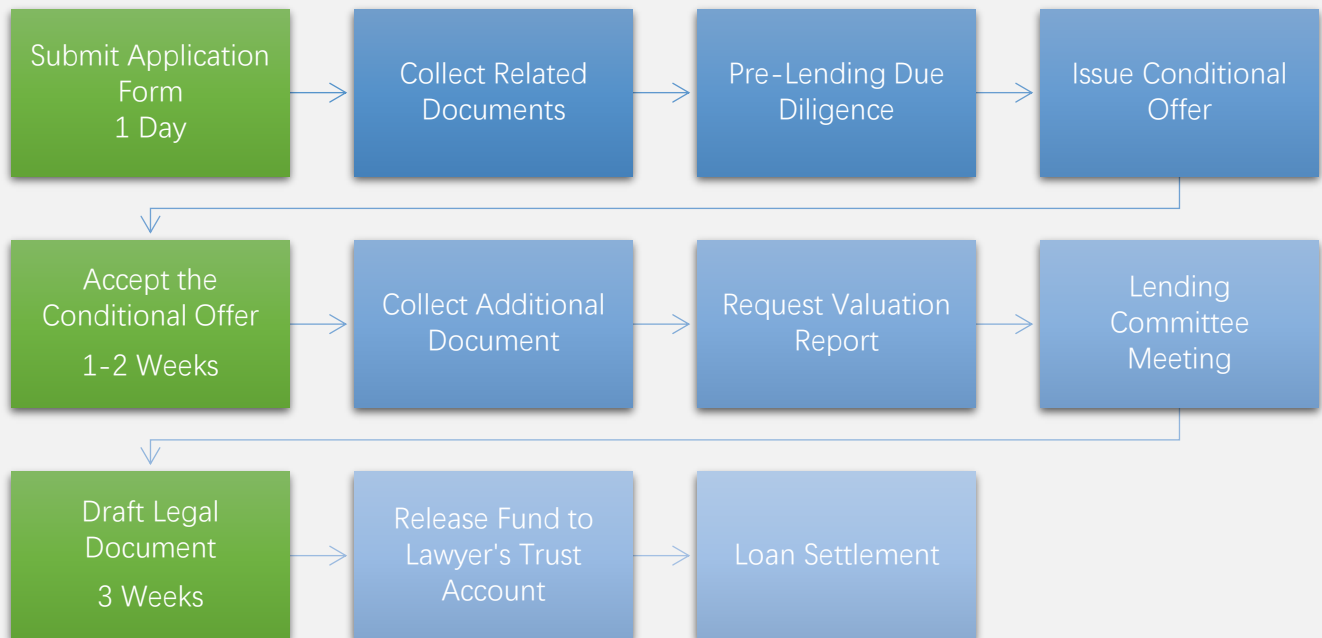 Submit Application
Form
1 Day
Collect Related
Documents
Pre-Lending Due
Diligence
Issue Conditional
Offer
Accept the
Conditional Offer
1-2 Weeks
Collect Additional
Document
Request Valuation
Report
Lending
Committee
Meeting
Draft Legal
Document
3 Weeks
Release Fund to
Lawyer's Trust
Account
Loan Settlement